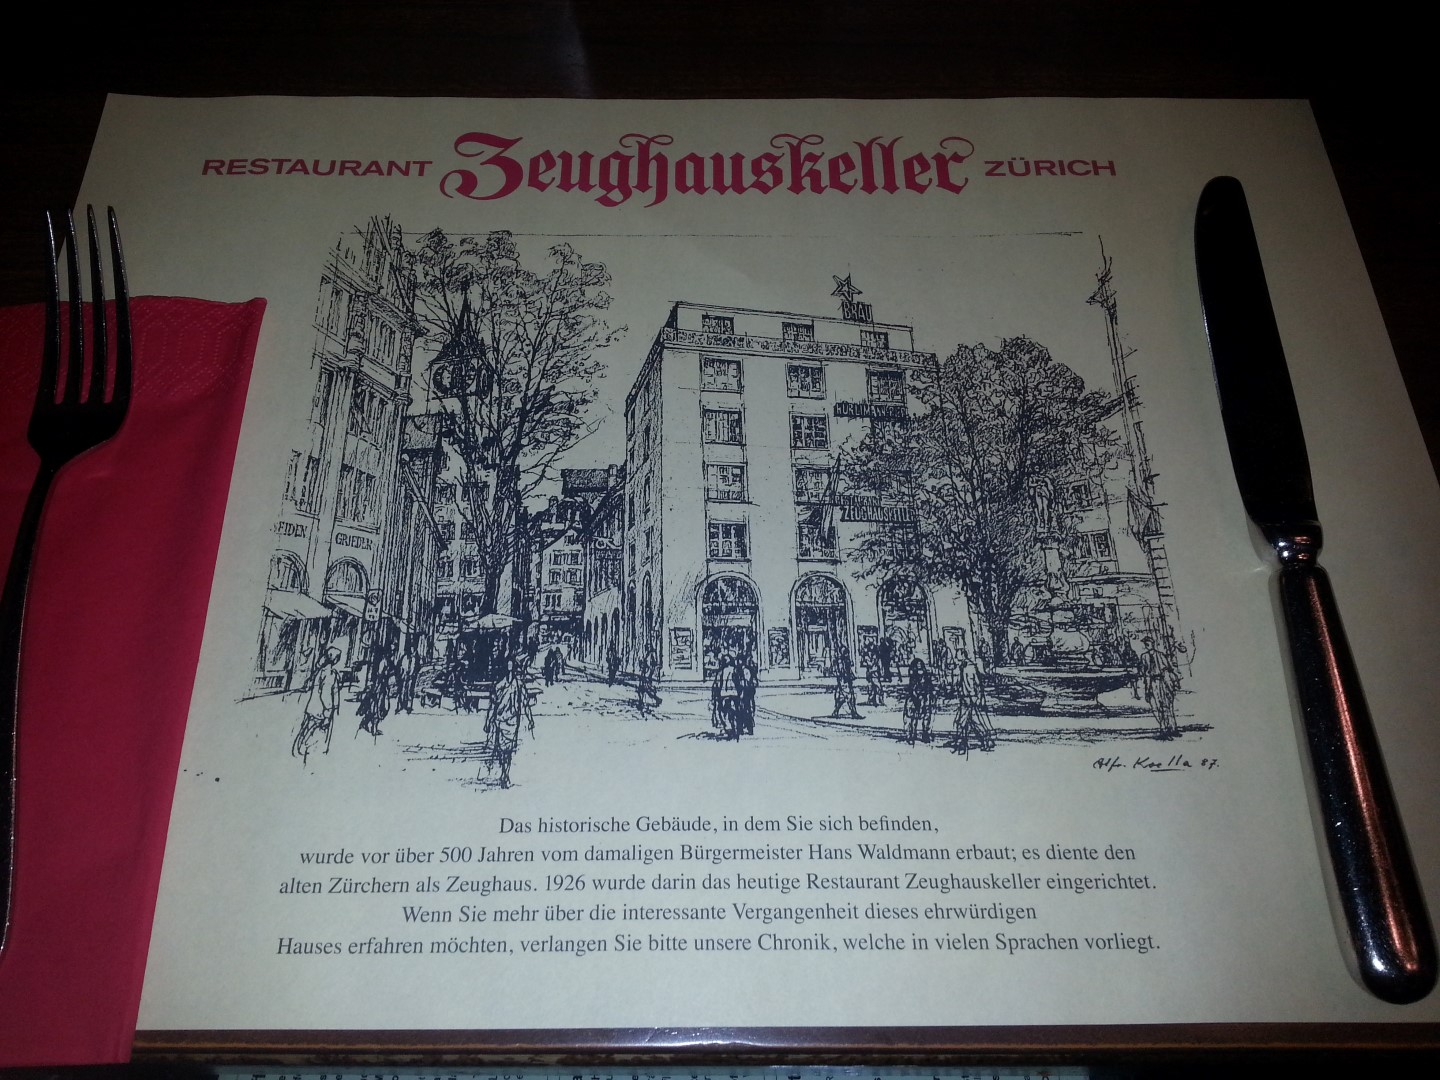 RESTAURANT Zeughauskeller ZÜRICH
BRÄU
EIDEN GRIEDER
Das historische Gebäude, in dem Sie sich befinden,
wurde vor über 500 Jahren vom damaligen Bürgermeister Hans Waldmann erbaut; es diente den
alten Zürchern als Zeughaus. 1926 wurde darin das heutige Restaurant Zeughauskeller eingerichtet.
Wenn Sie mehr über die interessante Vergangenheit dieses ehrwürdigen
Hauses erfahren möchten, verlangen Sie bitte unsere Chronik, welche in vielen Sprachen vorliegt.